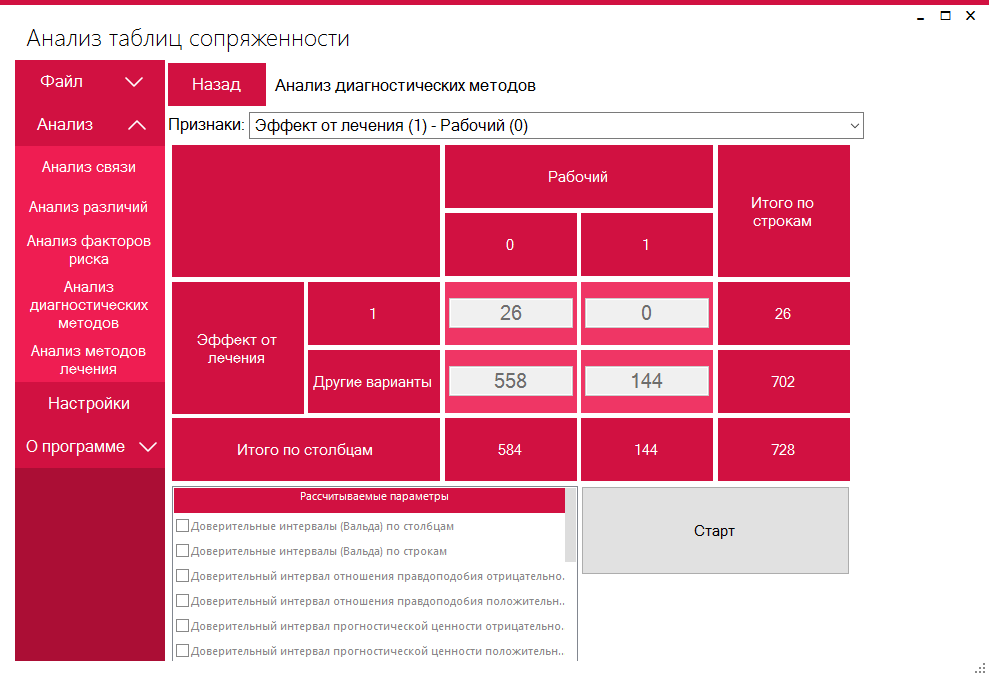 Анализ таблиц сопряженности
Файл
Назад
Анализ диагностических методов
Анализ
Признаки:
Эффект от лечения (1) - Рабочий (0)
Анализ связи
Анализ различий
Анализ факторов
риска
Анализ
диагностических
методов
Анализ методов
лечения
Настройки
О программе
Рабочий
Итого по
строкам
0
1
Эффект от
лечения
1
26
0
26
Другие варианты
558
144
702
Итого по столбцам
584
144
728
Рассчитываемые параметры
Доверительные интервалы (Вальда) по столбцам
Доверительные интервалы (Вальда) по строкам
Доверительный интервал отношения правдоподобия отрицательно.
Доверительный интервал отношения правдоподобия положительн..
Доверительный интервал прогностической ценности отрицательно.
Доверительный интервал прогностической ценности положительн..
Старт